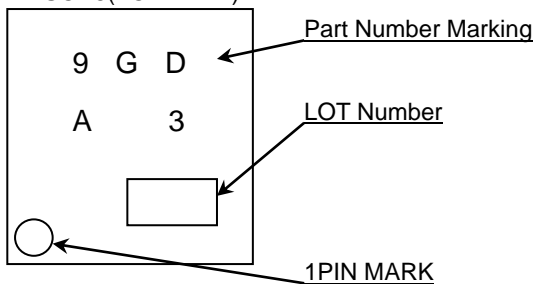 Part Number Marking
9 G D
A 3
LOT Number
1PIN MARK